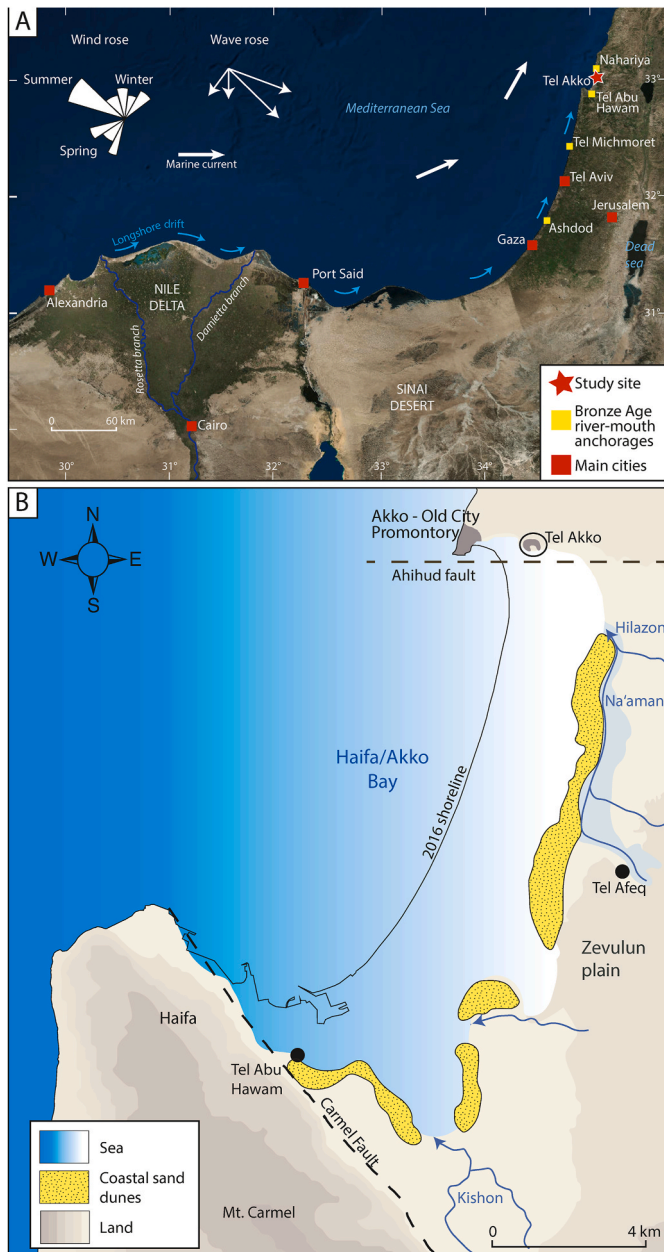 A
Wind rose
Wave rose
Summer
Winter
Spring
Marine current
Mediterranean Sea
Nahariya
Tel Akko
33°
Tel Abu
Hawam
Tel Michmoret
Tel Aviv
32°
Jerusalem
Ashdod
Gaza
Dead
sea
Longshore drift
Port Said
Alexandria
NILE
DELTA
Damietta branch
Rosetta branch
31°
SINAI
DESERT
Cairo
0 60 km
30° 31° 32° 33° 34°
Study site
Bronze Age
river-mouth
anchorages
Main cities
B
N
W E
S
Akko - Old City
Promontory
Tel Akko
Ahihud fault
Hilazon
Na'aman
Haifa/Akko
Bay
2016 shoreline
Tel Afeq
Zevulun
plain
Haifa
Tel Abu
Hawam
Carmel Fault
Kishon
Mt. Carmel
Sea
Coastal sand
dunes
Land
0 4 km